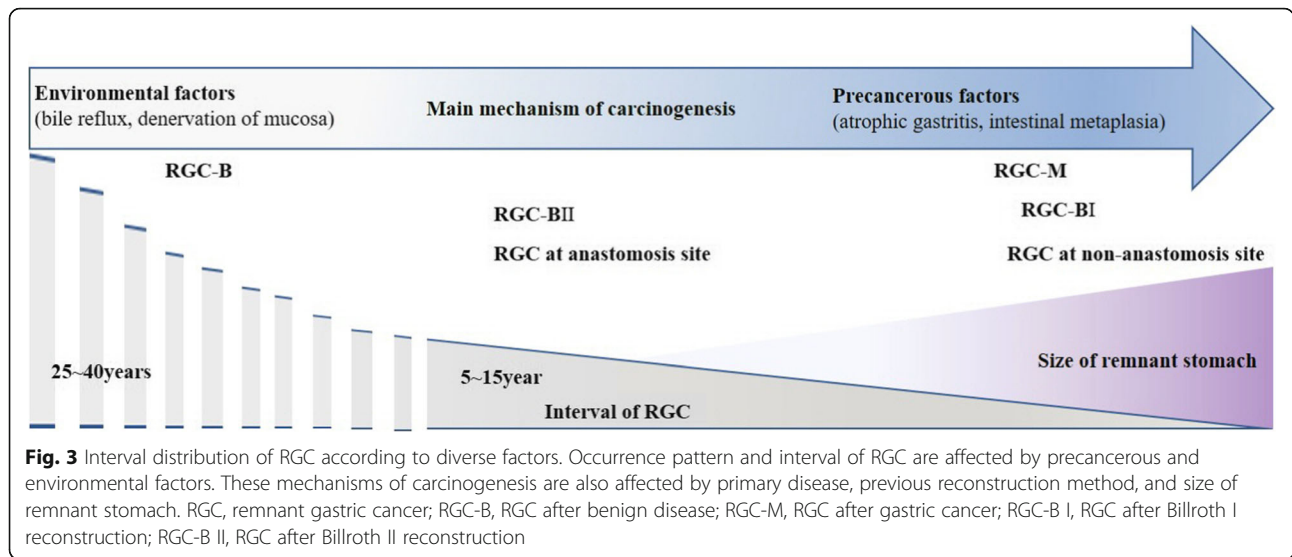 Environmental factors
(bile reflux, denervation of mucosa)
Main mechanism of carcinogenesis
Precancerous factors
(atrophic gastritis, intestinal metaplasia)
RGC-B
RGC-M
RGC-BII
RGC-BI
RGC at anastomosis site
RGC at non-anastomosis site
25~40years
5~15year
Size of remnant stomach
Interval of RGC
Fig. 3 Interval distribution of RGC according to diverse factors. Occurrence pattern and interval of RGC are affected by precancerous and
environmental factors. These mechanisms of carcinogenesis are also affected by primary disease, previous reconstruction method, and size of
remnant stomach. RGC, remnant gastric cancer; RGC-B, RGC after benign disease; RGC-M, RGC after gastric cancer; RGC-B I, RGC after Billroth I
reconstruction; RGC-B II, RGC after Billroth II reconstruction